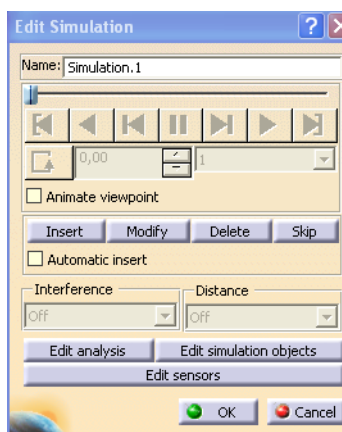 Edit Simulation
Name: Simulation.1
0,00 1
Animate viewpoint
Insert Modify Delete Skip
Automatic insert
Interference Distance
Off Off
Edit analysis Edit simulation objects
Edit sensors
OK Cancel